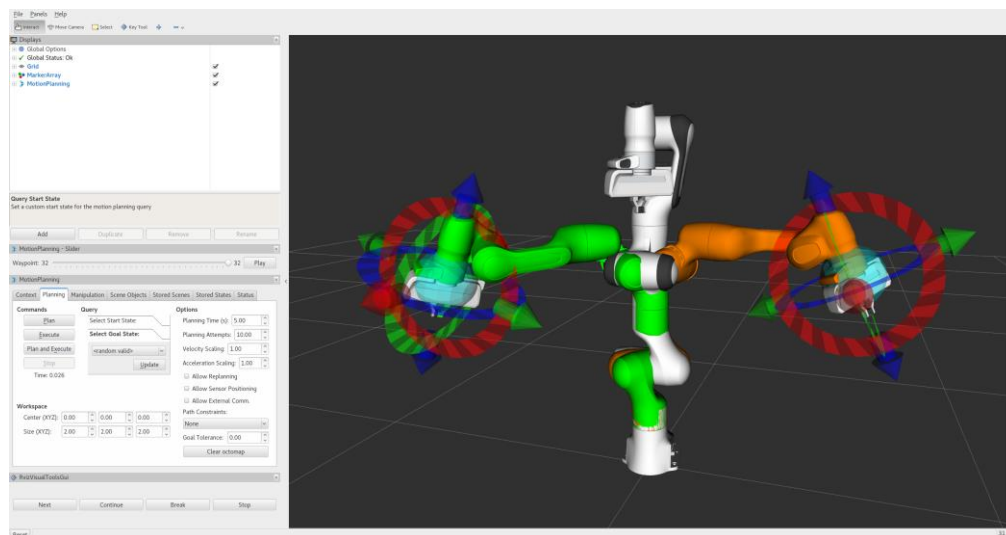 File Panels Help
Interact Move Camera Select Key Tool
Displays
Global Options
Global Status: Ok
Grid
MarkerArray
MotionPlanning
Query Start State
Set a custom start state for the motion planning query
Add Duplicate Remove Rename
MotionPlanning - Slider
Waypoint: 32 32 Play
MotionPlanning
Context Planning Manipulation Scene Objects Stored Scenes Stored States Status
Commands Query Options
Plan Select Start State: Planning Time (s): 5.00
Execute Select Goal State: Planning Attempts: 10.00
Plan and Execute <random valid> Velocity Scaling: 1.00
Stop Update Acceleration Scaling: 1.00
Time: 0.026 Allow Replanning
Allow Sensor Positioning
Allow External Comm.
Workspace Path Constraints:
Center (XYZ): 0.00 0.00 0.00 None
Size (XYZ): 2.00 2.00 2.00 Goal Tolerance: 0.00
Clear octomap
RvizVisualToolsGui
Next Continue Break Stop
Reset